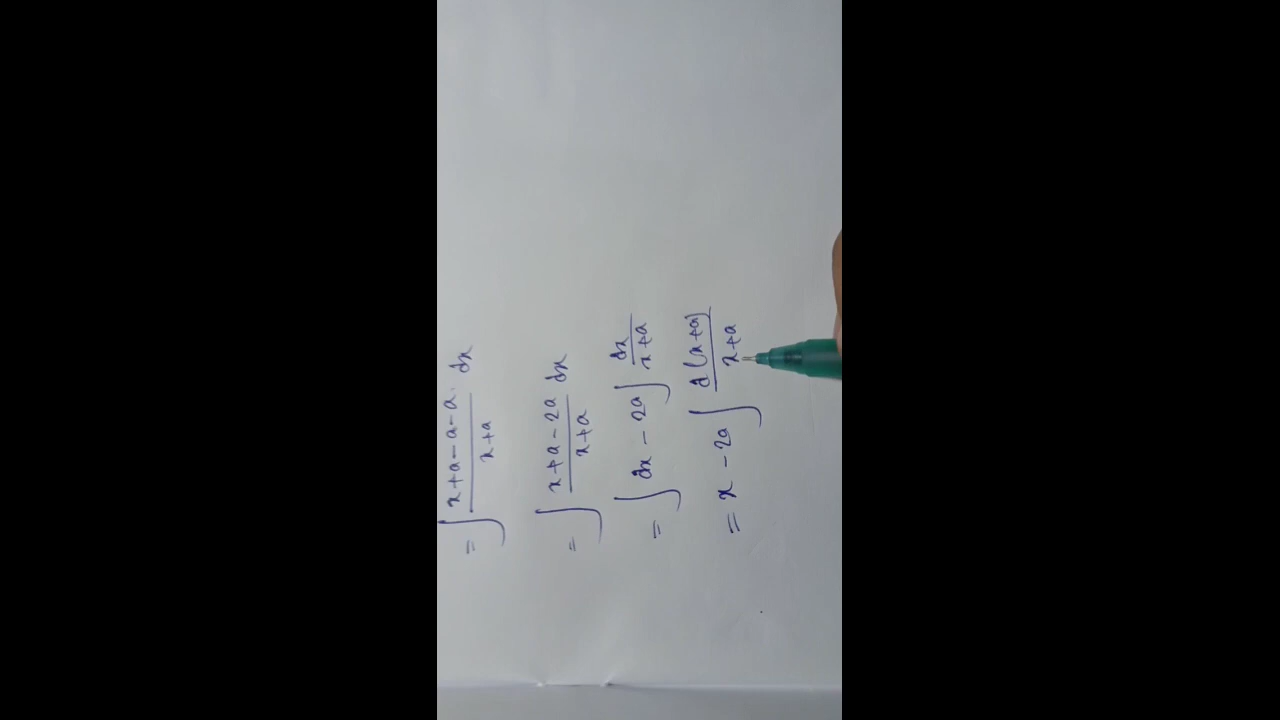 = ∫ (x+a-a-a)/(x+a) dx
= ∫ (x+a-2a)/(x+a) dx
= ∫ dx - 2a ∫ dx/(x+a)
= x - 2a ∫ d(x+a)/(x+a)